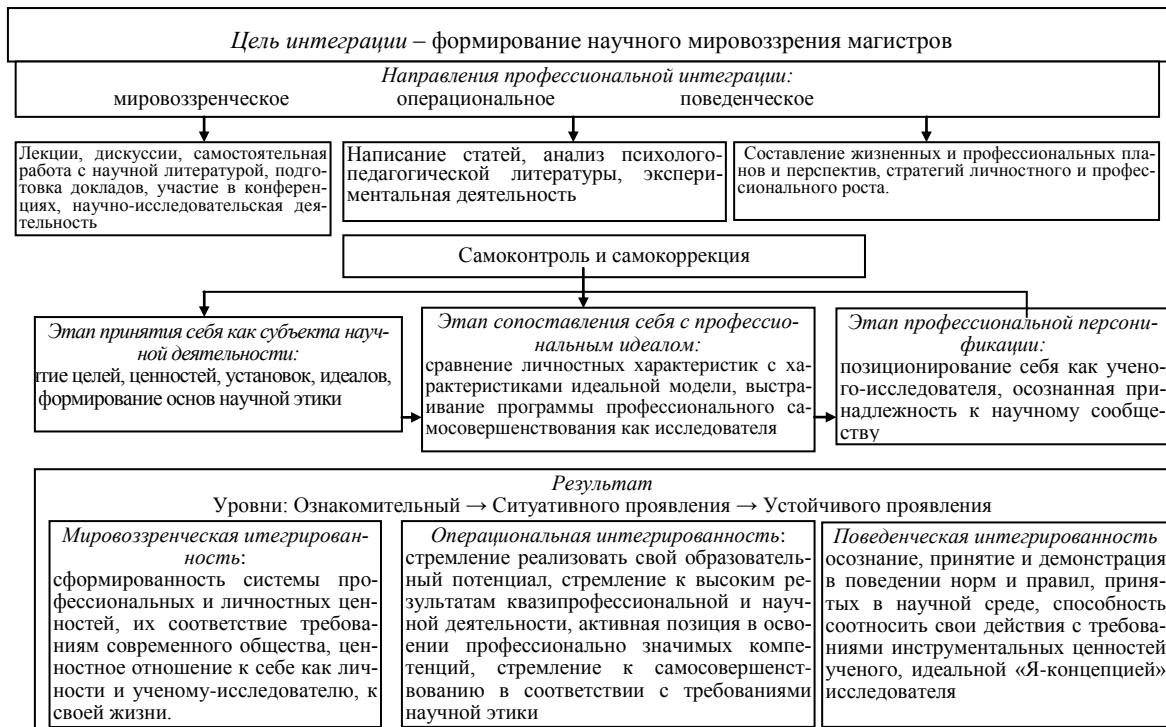 Цель интеграции – формирование научного мировоззрения магистров
Направления профессиональной интеграции:
мировоззренческое операциональное поведенческое
Лекции, дискуссии, самостоятельная
работа с научной литературой, подго-
товка докладов, участие в конферен-
циях, научно-исследовательская дея-
тельность
Написание статей, анализ психолого-
педагогической литературы, экспери-
ментальная деятельность
Составление жизненных и профессиональных пла-
нов и перспектив, стратегий личностного и профес-
сионального роста.
Самоконтроль и самокоррекция
Этап принятия себя как субъекта науч-
ной деятельности:
тие целей, ценностей, установок, идеалов,
формирование основ научной этики
Этап сопоставления себя с профессио-
нальным идеалом:
сравнение личностных характеристик с ха-
рактеристиками идеальной модели, выст-
раивание программы профессионального са-
мосовершенствования как исследователя
Этап профессиональной персони-
фикации:
позиционирование себя как учено-
го-исследователя, осознанная при-
надлежность к научному сообще-
ству
Результат
Уровни: Ознакомительный → Ситуативного проявления → Устойчивого проявления
Мировоззренческая итегрирован-
ность:
сформированность системы про-
фессиональных и личностных цен-
ностей, их соответствие требова-
ниям современного общества, цен-
ностное отношение к себе как лич-
ности и ученому-исследователю, к
своей жизни.
Операциональная интегрированность:
стремление реализовать свой образователь-
ный потенциал, стремление к высоким ре-
зультатам квазипрофессиональной и науч-
ной деятельности, активная позиция в осво-
ении профессионально значимых компе-
тенций, стремление к самосовершенст-
вованию в соответствии с требованиями
научной этики
Поведенческая интегрированность
осознание, принятие и демонстрация
в поведении норм и правил, приня-
тых в научной среде, способность
соотносить свои действия с требова-
ниями инструментальных ценностей
ученого, идеальной «Я-концепцией»
исследователя